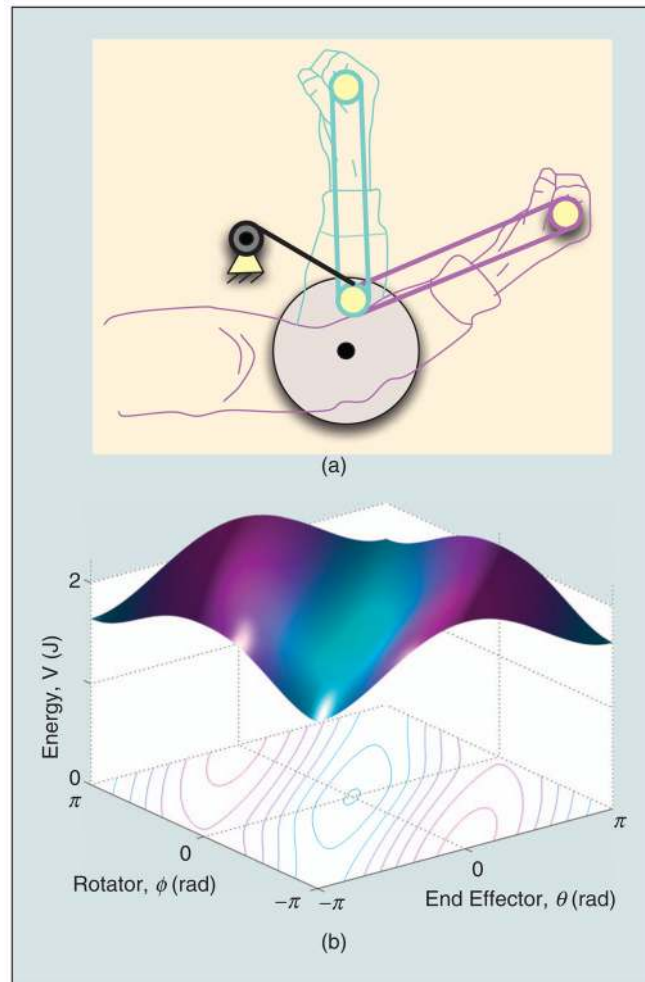 (a)
2
Energy, V (J)
0
π
0
Rotator, ϕ (rad)
−π
−π
0
End Effector, θ (rad)
π
(b)